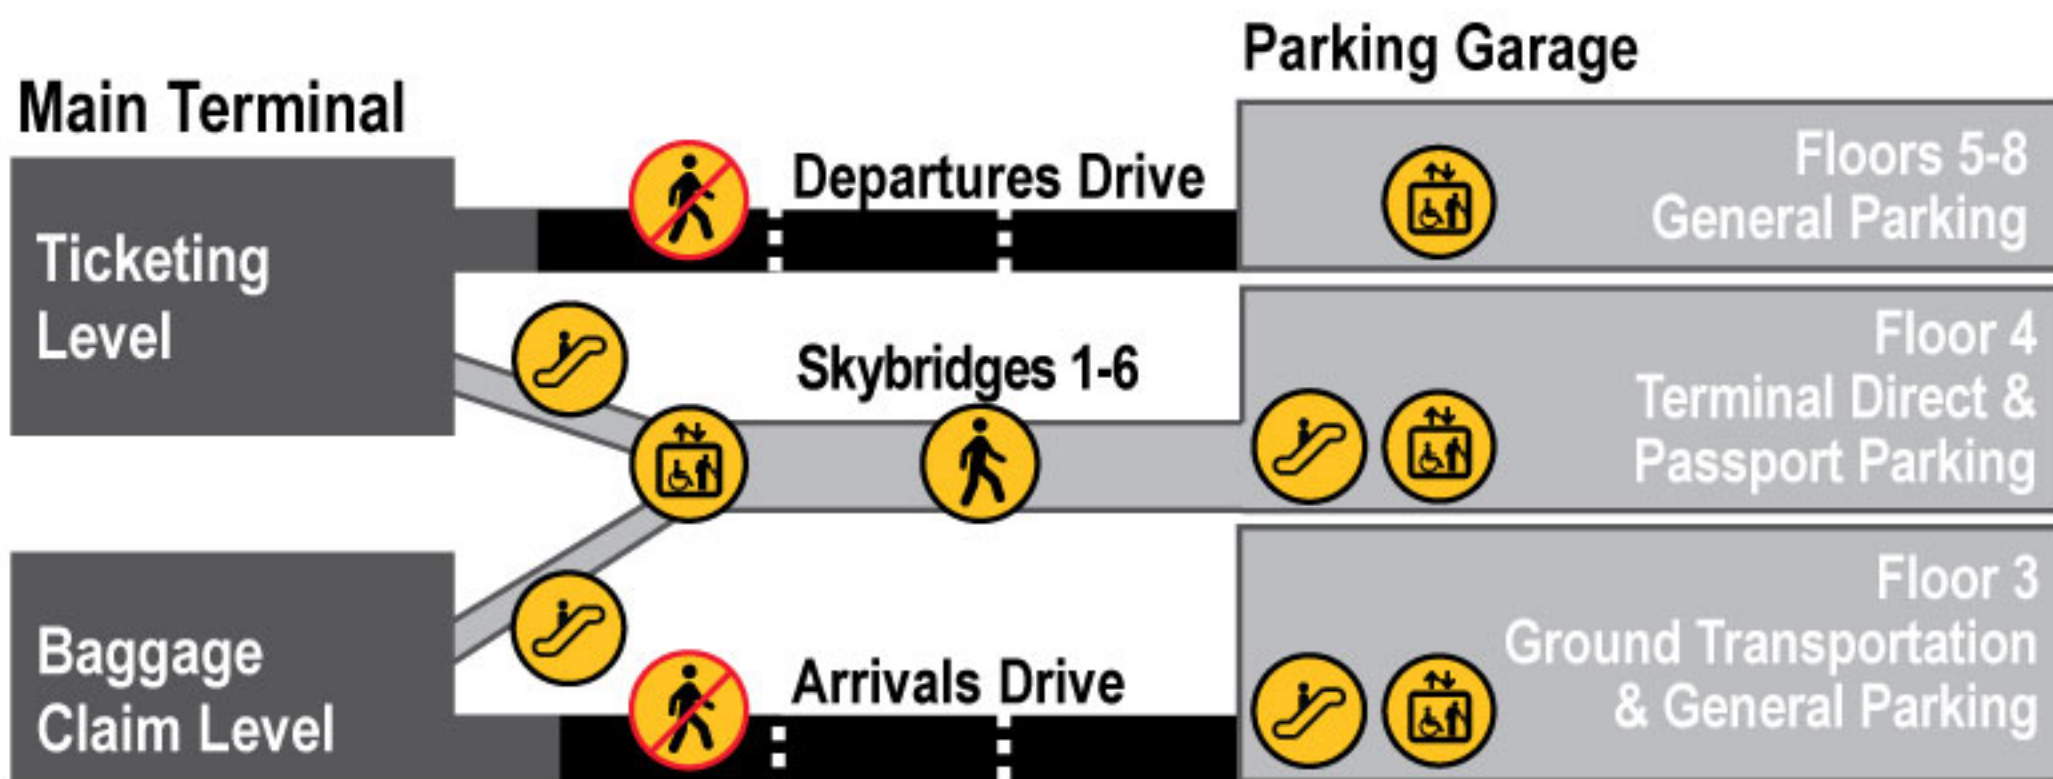 Parking Garage
Main Terminal
Departures Drive
Floors 5-8
General Parking
Ticketing
Level
Skybridges 1-6
Floor 4
Terminal Direct &
Passport Parking
Baggage
Claim Level
Arrivals Drive
Floor 3
Ground Transportation
& General Parking